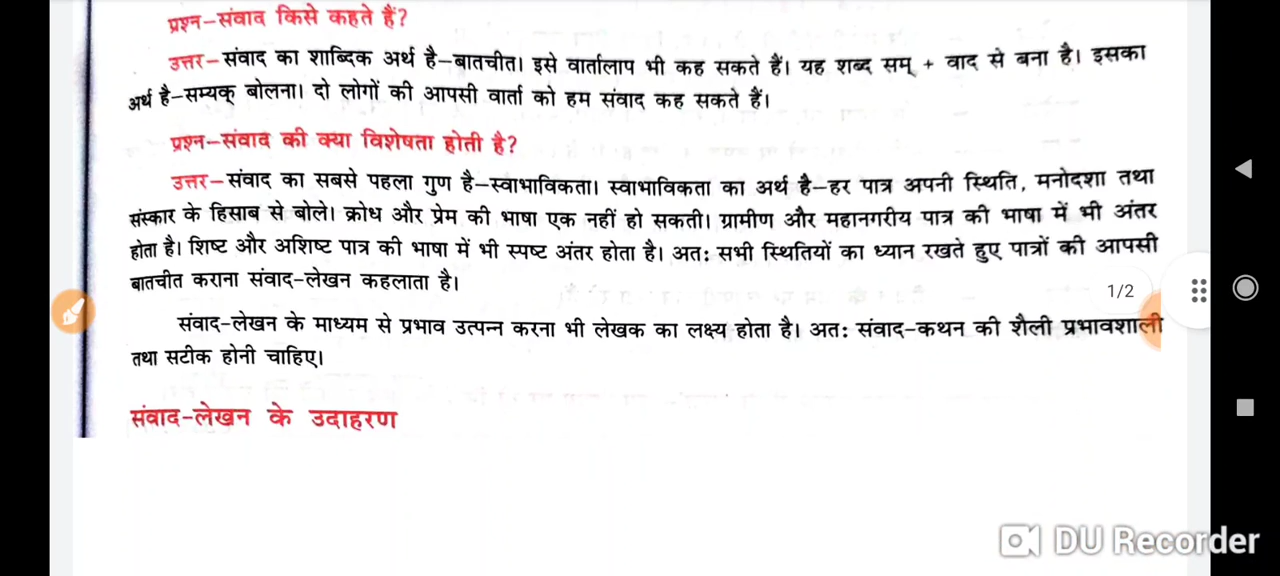 प्रश्न-संवाद किसे कहते हैं?
उत्तर-संवाद का शाब्दिक अर्थ है-बातचीत। इसे वार्तालाप भी कह सकते हैं। यह शब्द सम् + वाद से बना है। इसका
अर्थ है-सम्यक् बोलना। दो लोगों की आपसी वार्ता को हम संवाद कह सकते हैं।
प्रश्न-संवाद की क्या विशेषता होती है?
उत्तर-संवाद का सबसे पहला गुण है-स्वाभाविकता। स्वाभाविकता का अर्थ है-हर पात्र अपनी स्थिति, मनोदशा तथा
संस्कार के हिसाब से बोले। क्रोध और प्रेम की भाषा एक नहीं हो सकती। ग्रामीण और महानगरीय पात्र की भाषा में भी अंतर
होता है। शिष्ट और अशिष्ट पात्र की भाषा में भी स्पष्ट अंतर होता है। अतः सभी स्थितियों का ध्यान रखते हुए पात्रों की आपसी
बातचीत कराना संवाद-लेखन कहलाता है।
1/2
संवाद-लेखन के माध्यम से प्रभाव उत्पन्न करना भी लेखक का लक्ष्य होता है। अतः संवाद-कथन की शैली प्रभावशाली
तथा सटीक होनी चाहिए।
संवाद-लेखन के उदाहरण
DU Recorder